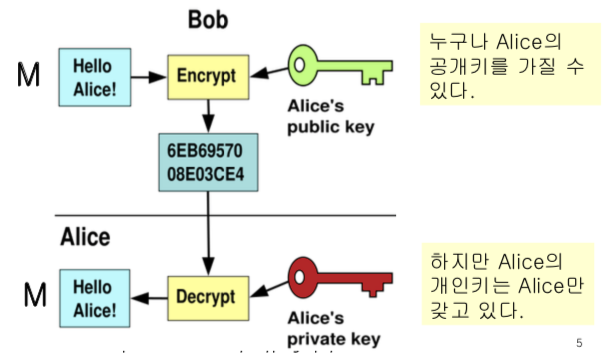 Bob
M
Hello
Alice!
Encrypt
Alice's
public key
누구나 Alice의
공개키를 가질 수
있다.
6EB69570
08E03CE4
Alice
M
Hello
Alice!
Decrypt
Alice's
private key
하지만 Alice의
개인키는 Alice만
갖고 있다.
5